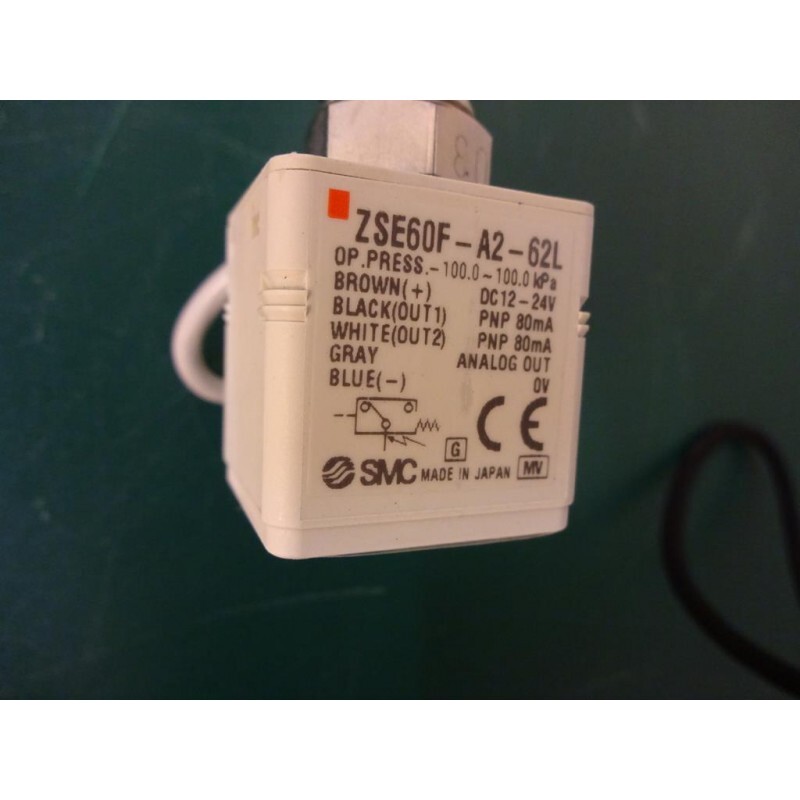 ZSE60F-A2-62L
OP.PRESS.-100.0~100.0 kPa
BROWN(+) DC12-24V
BLACK(OUT1) PNP 80mA
WHITE(OUT2) PNP 80mA
GRAY ANALOG OUT
BLUE(-) 0V
CE
G
SMC MADE IN JAPAN MV